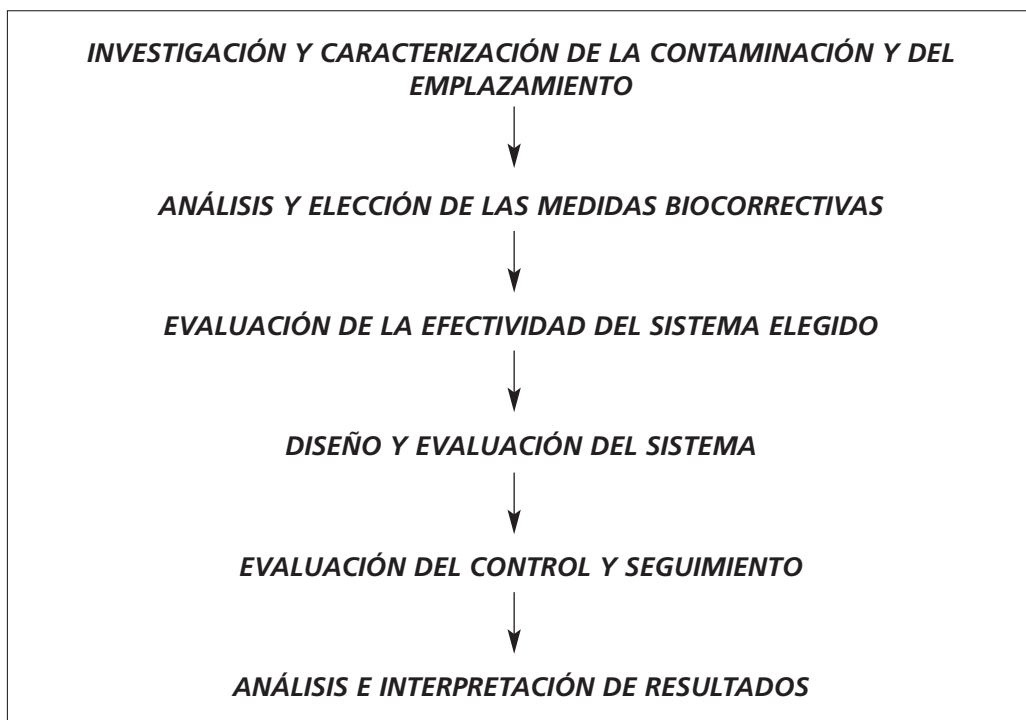 INVESTIGACIÓN Y CARACTERIZACIÓN DE LA CONTAMINACIÓN Y DEL
EMPLAZAMIENTO
ANÁLISIS Y ELECCIÓN DE LAS MEDIDAS BIOCORRECTIVAS
EVALUACIÓN DE LA EFECTIVIDAD DEL SISTEMA ELEGIDO
DISEÑO Y EVALUACIÓN DEL SISTEMA
EVALUACIÓN DEL CONTROL Y SEGUIMIENTO
ANÁLISIS E INTERPRETACIÓN DE RESULTADOS